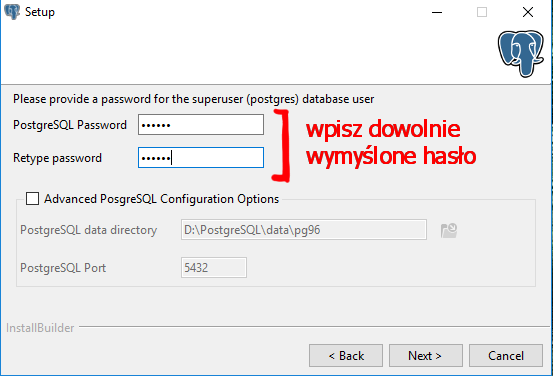 Setup
Please provide a password for the superuser (postgres) database user
PostgreSQL Password ••••••
Retype password ••••••
wpisz dowolnie
wymyślone hasło
Advanced PosgreSQL Configuration Options
PostgreSQL data directory D:\PostgreSQL\data\pg96
PostgreSQL Port 5432
InstallBuilder
< Back Next > Cancel